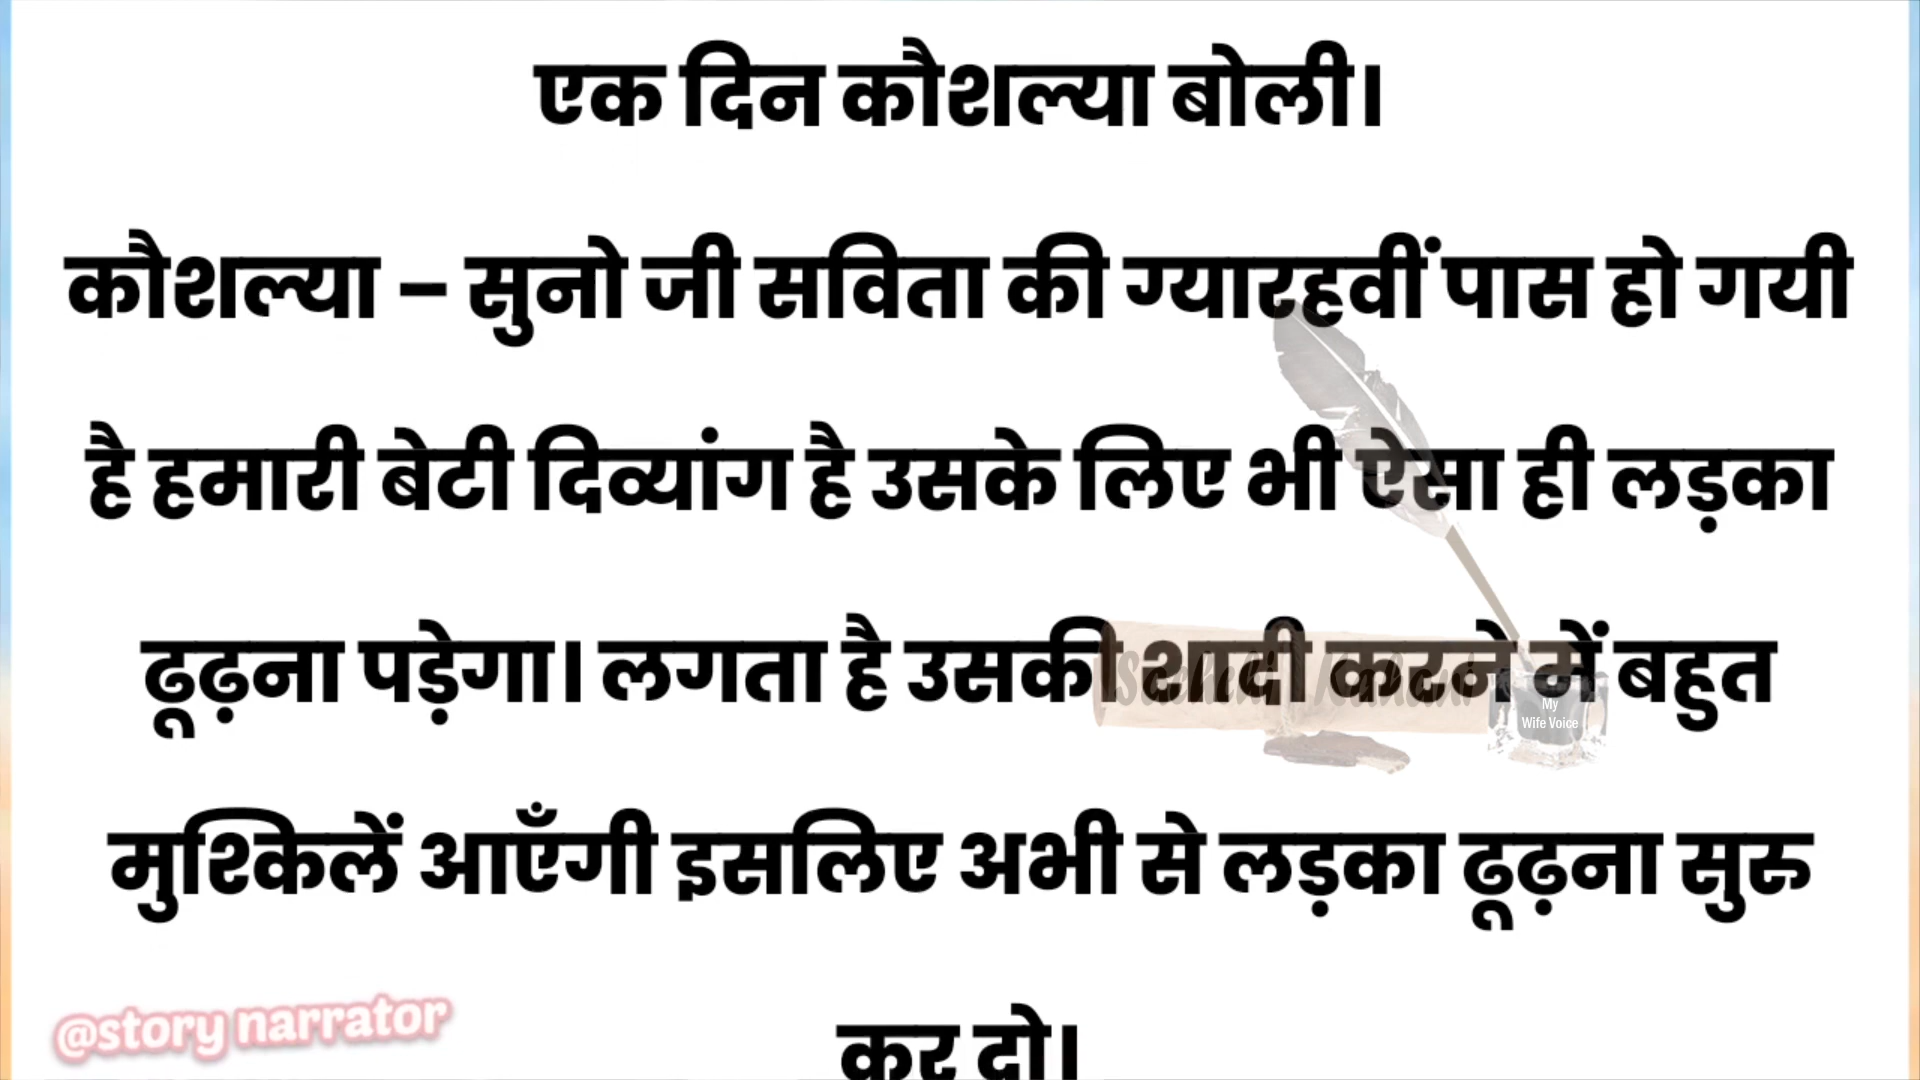 एक दिन कौशल्या बोली।
कौशल्या – सुनो जी सविता की ग्यारहवीं पास हो गयी
है हमारी बेटी दिव्यांग है उसके लिए भी ऐसा ही लड़का
ढूढ़ना पड़ेगा। लगता है उसकी शादी करने में बहुत
My
Wife Voice
मुश्किलें आएँगी इसलिए अभी से लड़का ढूढ़ना सुरु
कर दो।
@story narrator